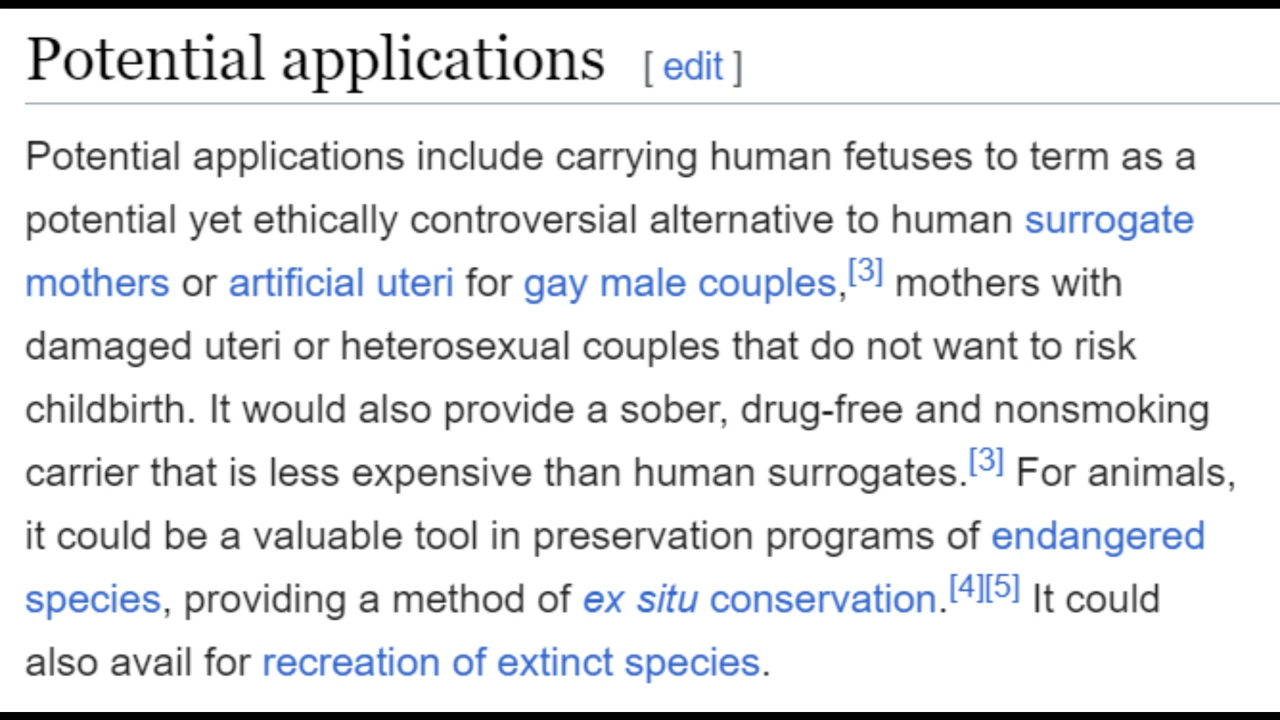 Potential applications [ edit ]
Potential applications include carrying human fetuses to term as a
potential yet ethically controversial alternative to human surrogate
mothers or artificial uteri for gay male couples,[3] mothers with
damaged uteri or heterosexual couples that do not want to risk
childbirth. It would also provide a sober, drug-free and nonsmoking
carrier that is less expensive than human surrogates.[3] For animals,
it could be a valuable tool in preservation programs of endangered
species, providing a method of ex situ conservation.[4][5] It could
also avail for recreation of extinct species.